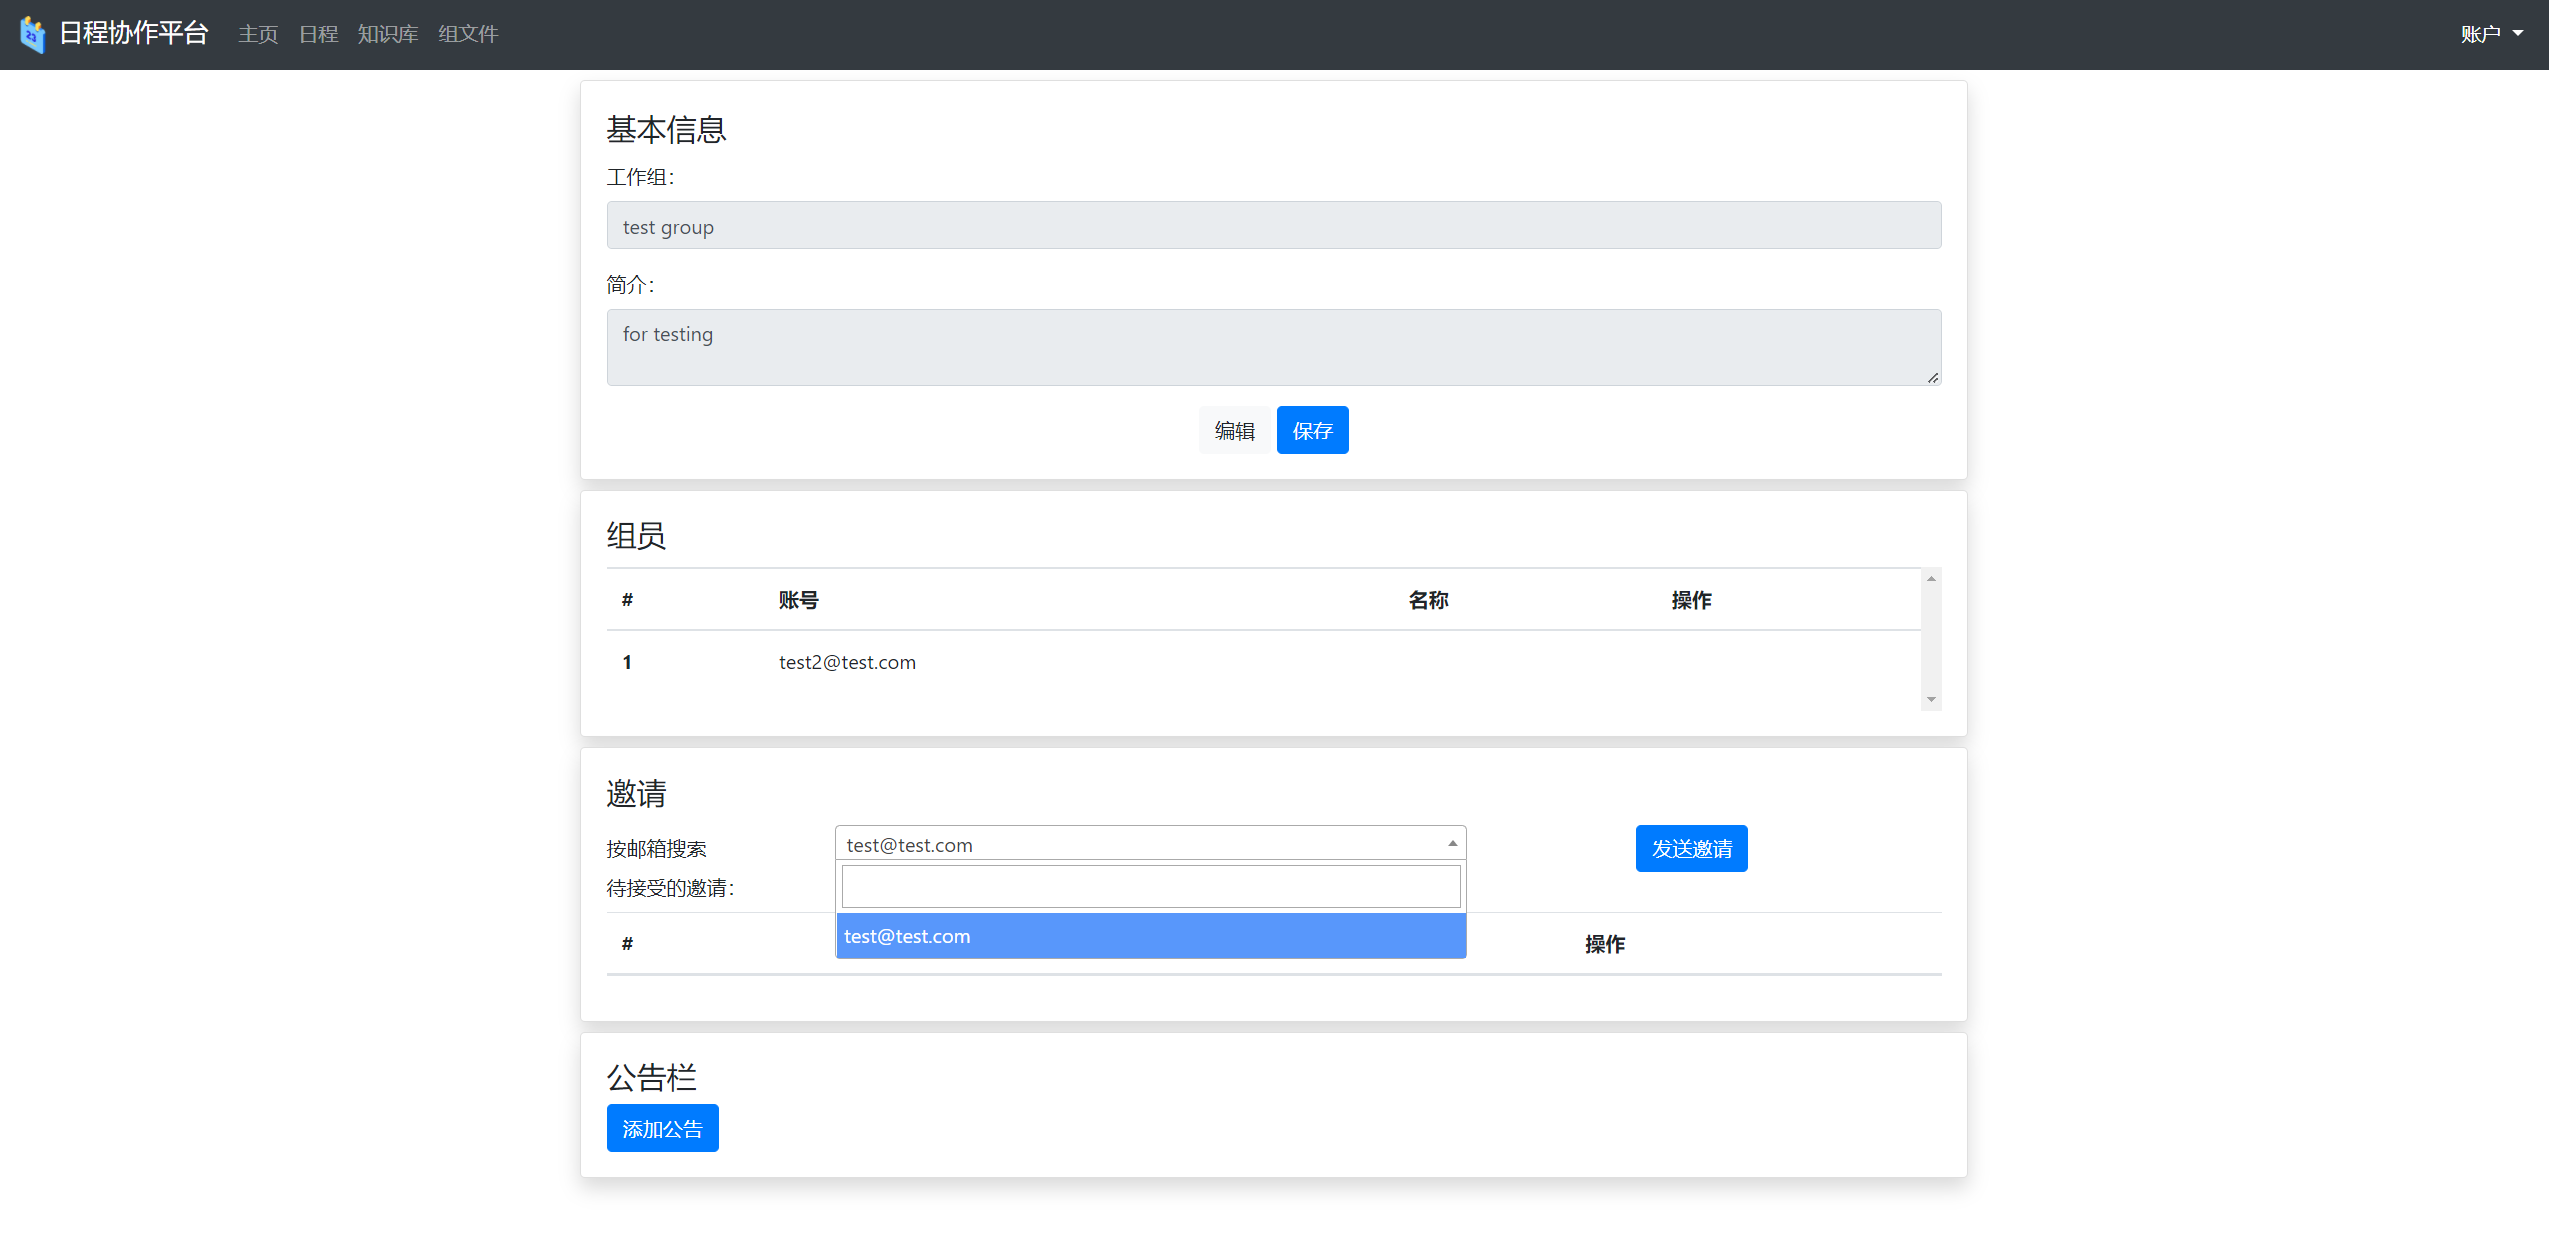 日程协作平台 主页 日程 知识库 组文件 账户
基本信息
工作组：
test group
简介：
for testing
编辑 保存
组员
# 账号 名称 操作
1 test2@test.com
邀请
按邮箱搜索 test@test.com 发送邀请
待接受的邀请：
# test@test.com 操作
公告栏
添加公告